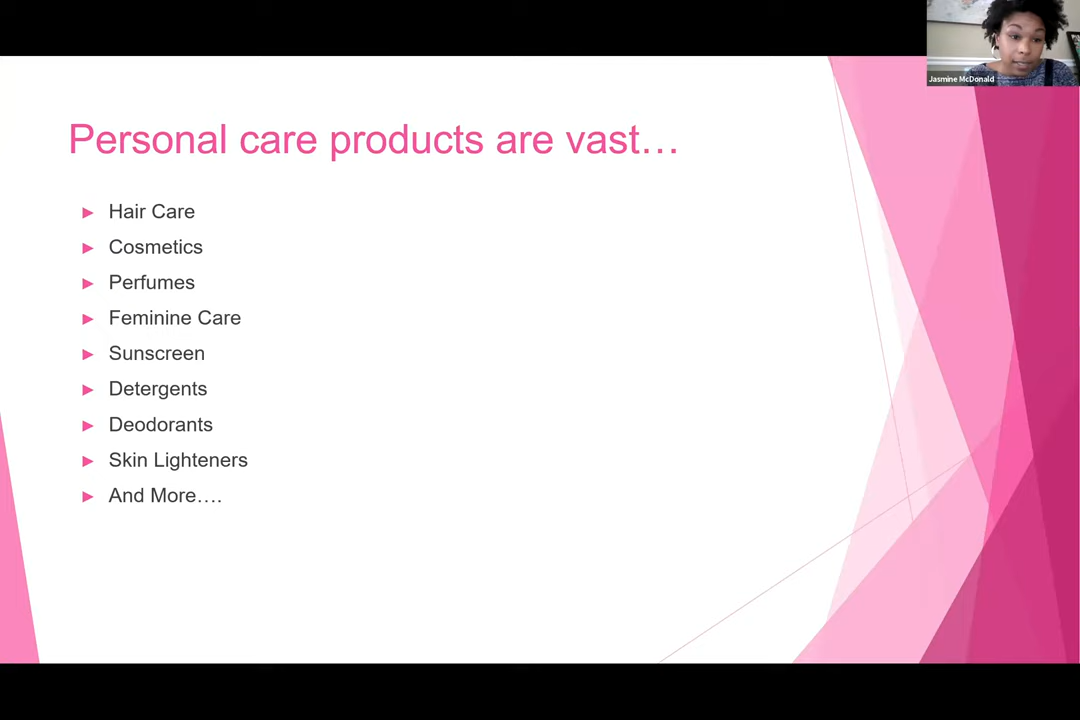 Jasmine McDonald
Personal care products are vast…
Hair Care
Cosmetics
Perfumes
Feminine Care
Sunscreen
Detergents
Deodorants
Skin Lighteners
And More….